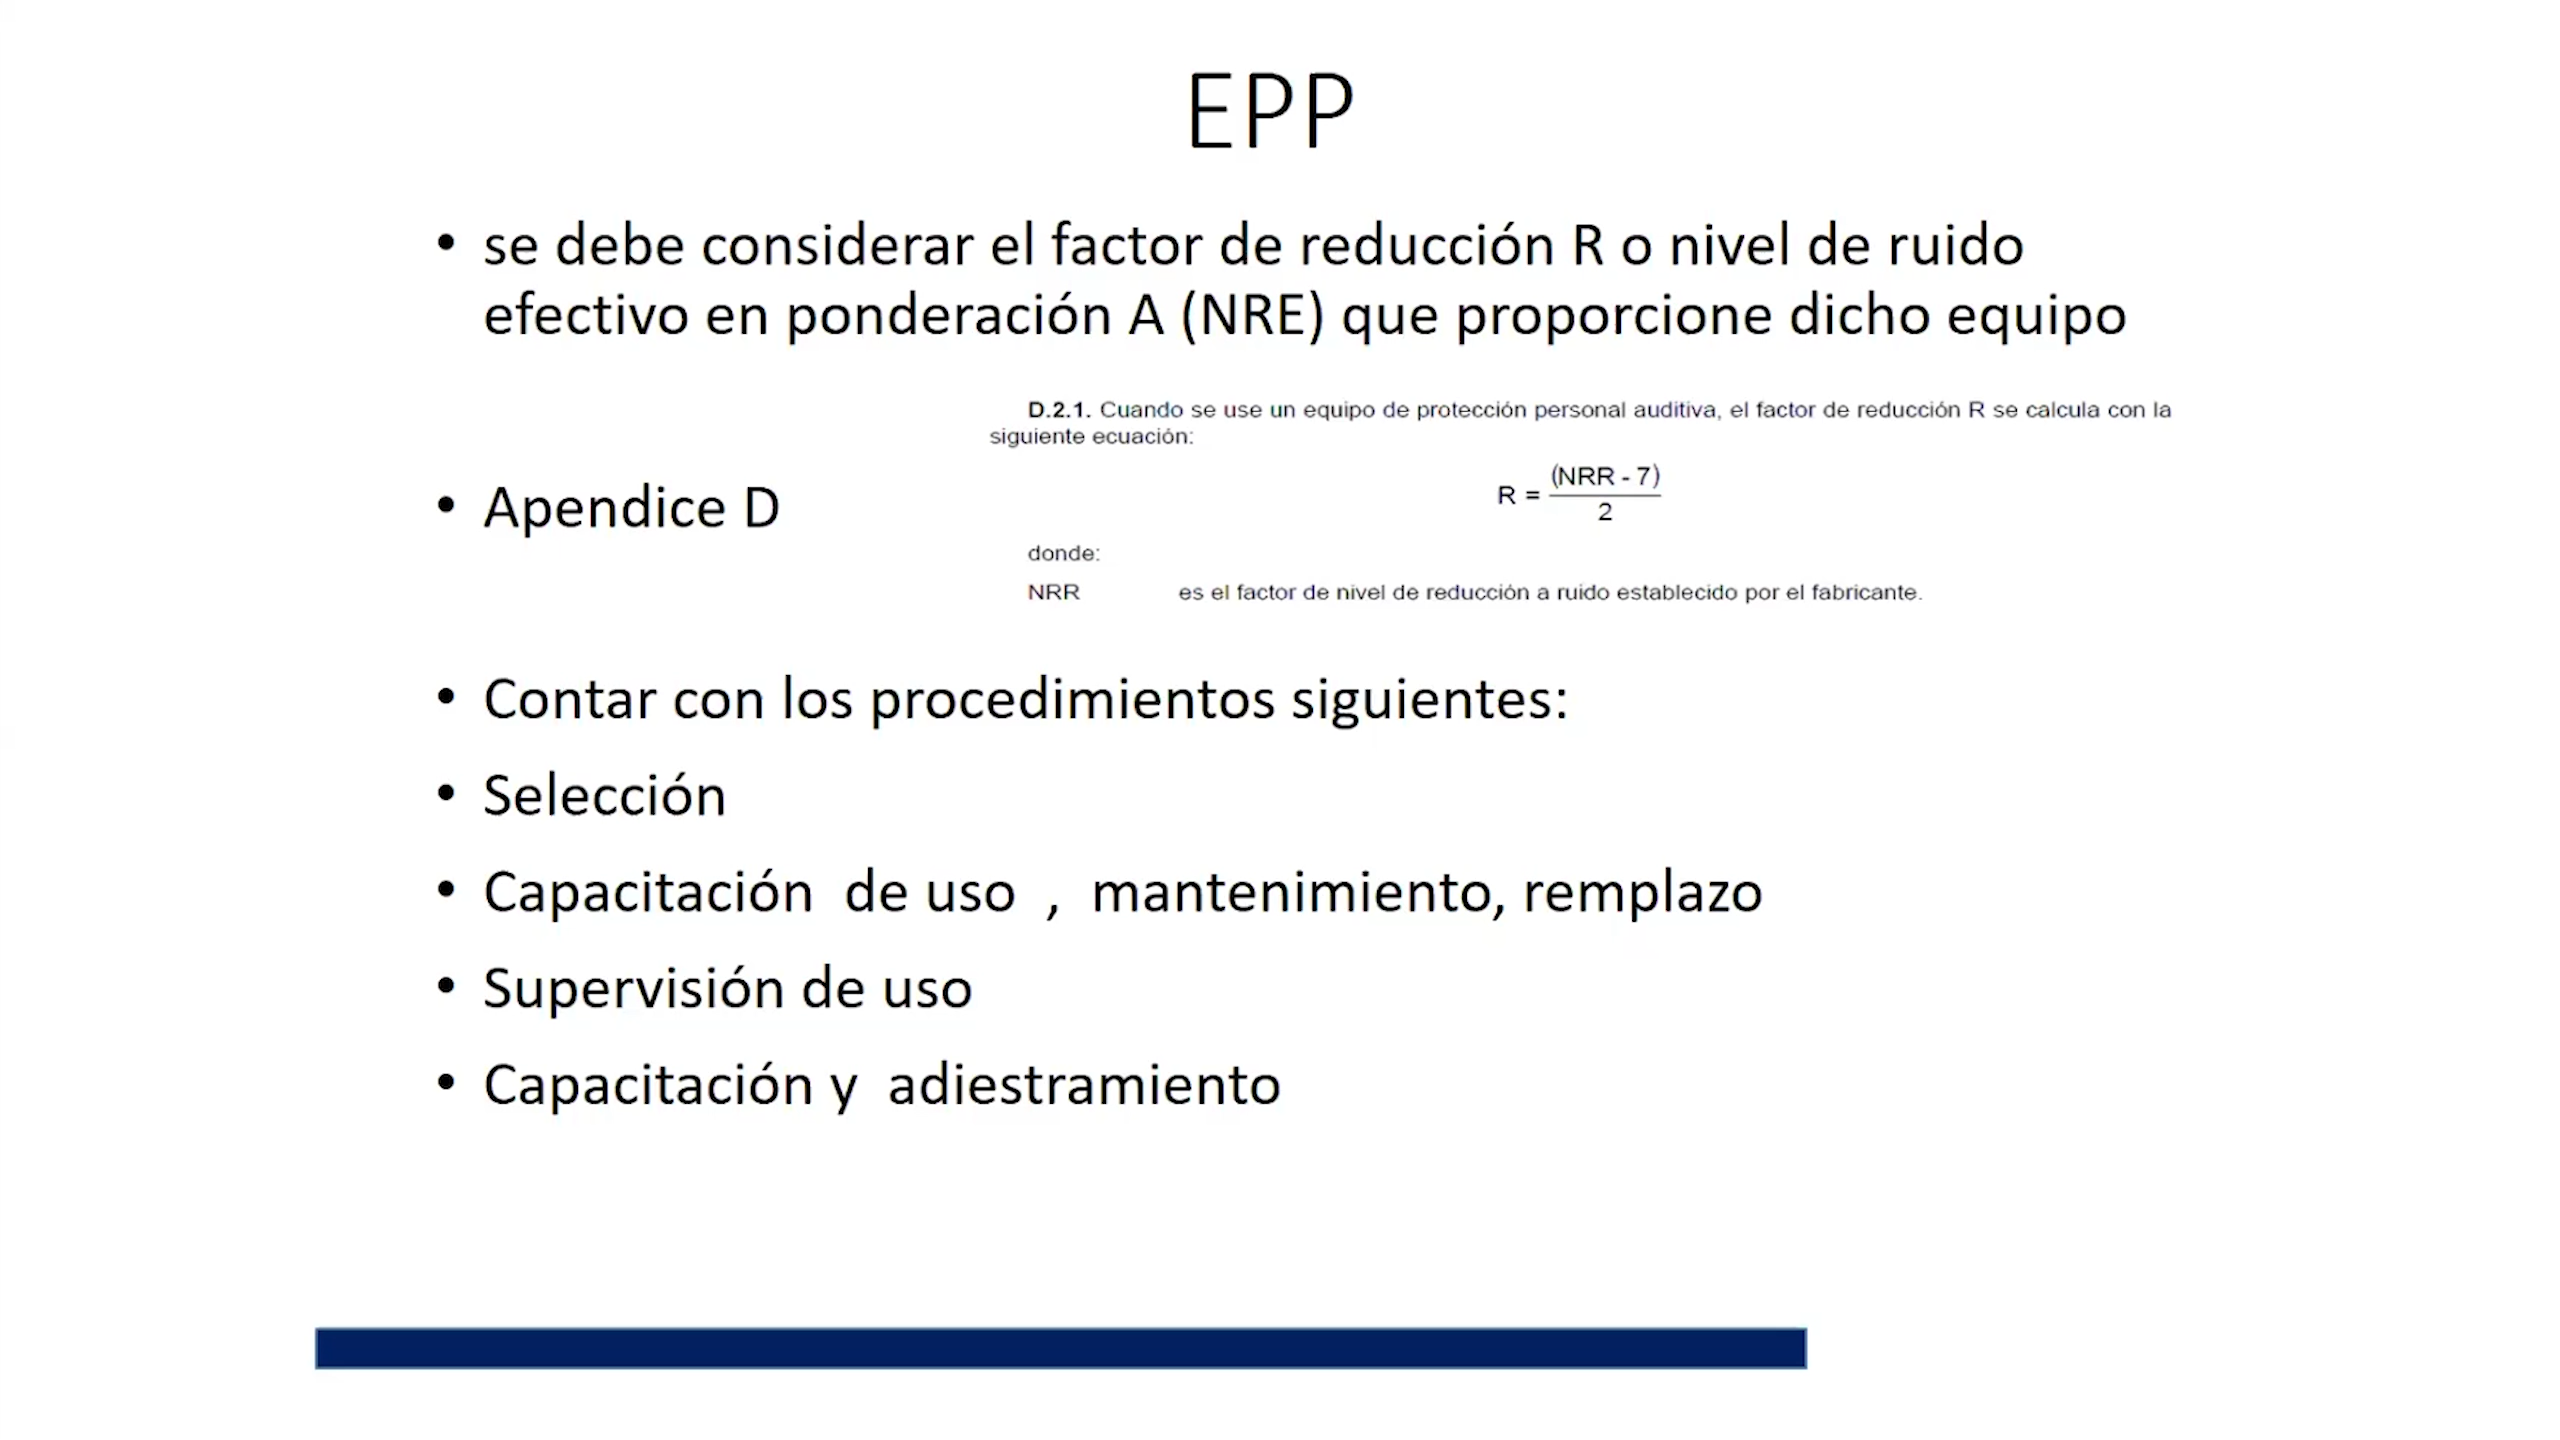 EPP
• se debe considerar el factor de reducción R o nivel de ruido
efectivo en ponderación A (NRE) que proporcione dicho equipo
D.2.1. Cuando se use un equipo de protección personal auditiva, el factor de reducción R se calcula con la
siguiente ecuación:
R = (NRR - 7) / 2
• Apendice D
donde:
NRR es el factor de nivel de reducción a ruido establecido por el fabricante.
• Contar con los procedimientos siguientes:
• Selección
• Capacitación de uso , mantenimiento, remplazo
• Supervisión de uso
• Capacitación y adiestramiento